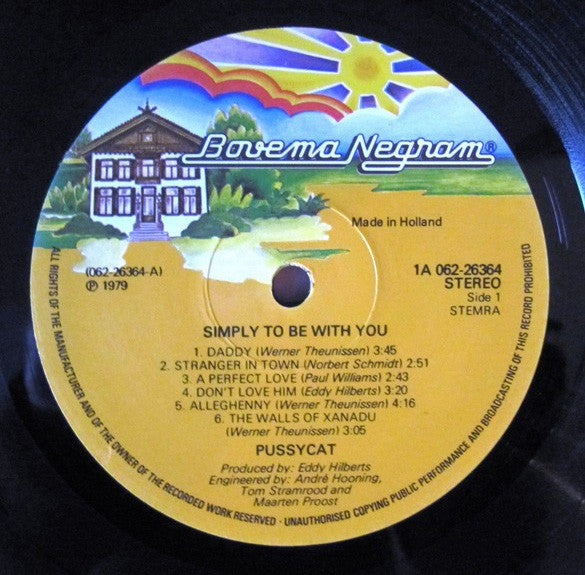 Bovema Negram®
Made in Holland
(062-26364-A)
℗ 1979
1A 062-26364
STEREO
Side 1
STEMRA
SIMPLY TO BE WITH YOU
1. DADDY (Werner Theunissen) 3:45
2. STRANGER IN TOWN (Norbert Schmidt) 2:51
3. A PERFECT LOVE (Paul Williams) 2:43
4. DON'T LOVE HIM (Eddy Hilberts) 3:20
5. ALLEGHENNY (Werner Theunissen) 4:16
6. THE WALLS OF XANADU
(Werner Theunissen) 3:05
PUSSYCAT
Produced by: Eddy Hilberts
Engineered by: André Hooning,
Tom Stramrood and
Maarten Proost
ALL RIGHTS OF THE MANUFACTURER AND OF THE OWNER OF THE RECORDED WORK RESERVED · UNAUTHORISED COPYING PUBLIC PERFORMANCE AND BROADCASTING OF THIS RECORD PROHIBITED